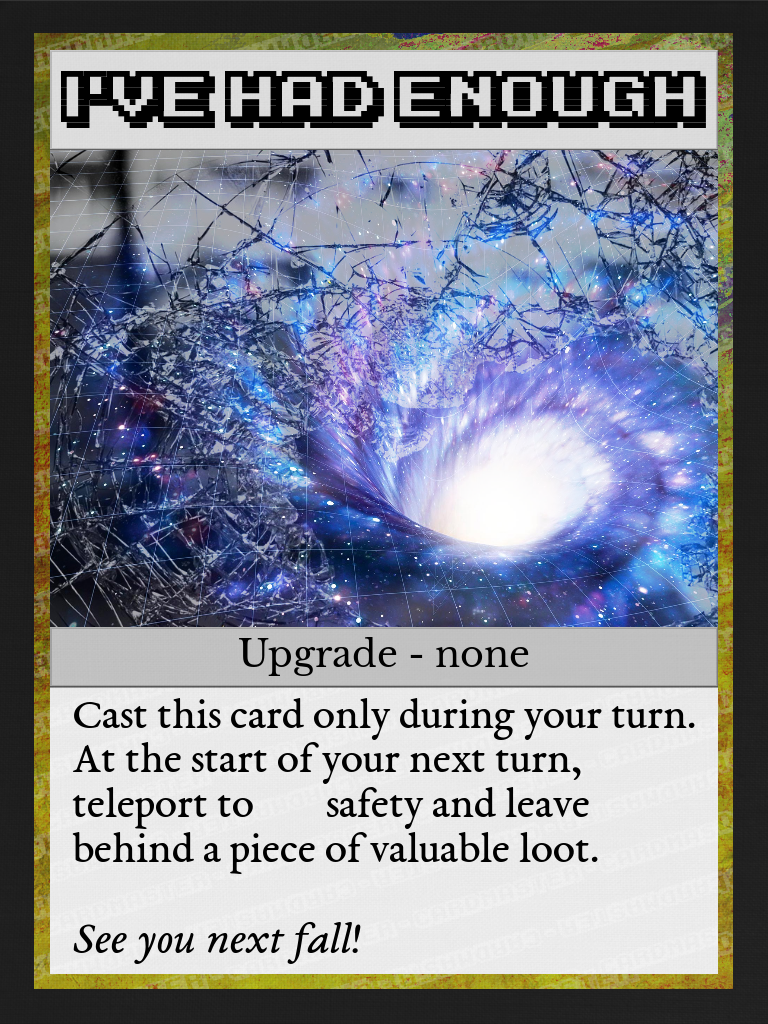 I'VE HAD ENOUGH
Upgrade - none
Cast this card only during your turn.
At the start of your next turn,
teleport to safety and leave
behind a piece of valuable loot.
See you next fall!